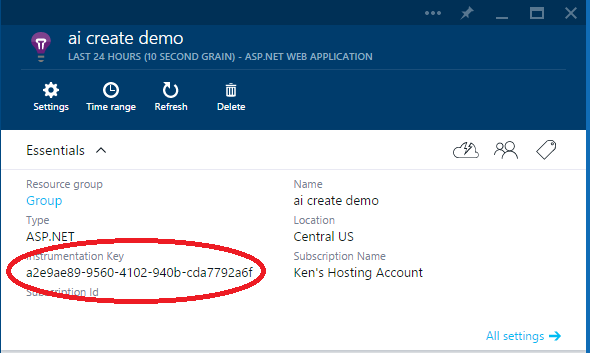 ai create demo
LAST 24 HOURS (10 SECOND GRAIN) - ASP.NET WEB APPLICATION
Settings
Time range
Refresh
Delete
Essentials
Resource group
Group
Type
ASP.NET
Instrumentation Key
a2e9ae89-9560-4102-940b-cda7792a6f
Subscription Id
Name
ai create demo
Location
Central US
Subscription Name
Ken's Hosting Account
All settings